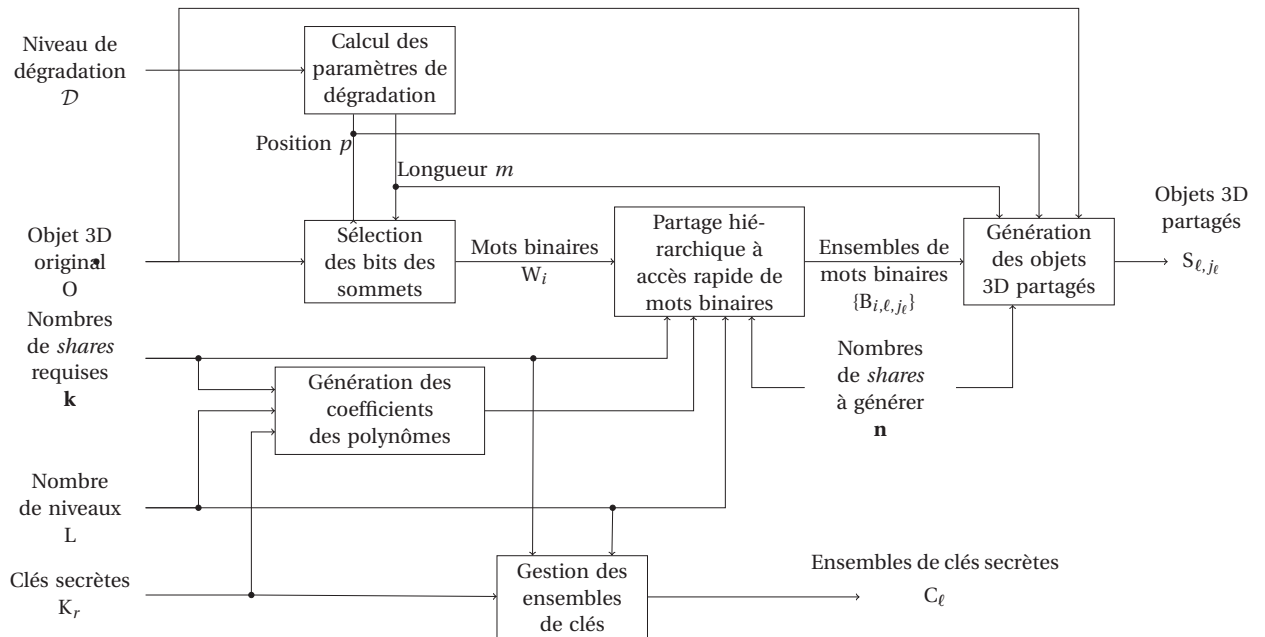 Niveau de
dégradation
𝒟
Calcul des
paramètres de
dégradation
Position p
Longueur m
Objet 3D
original
O
Sélection
des bits des
sommets
Mots binaires
W_i
Partage hié-
rarchique à
accès rapide de
mots binaires
Ensembles de
mots binaires
{B_{i,ℓ,j_ℓ}}
Génération
des objets
3D partagés
Objets 3D
partagés
S_{ℓ,j_ℓ}
Nombres
de shares
requises
k
Génération des
coefficients
des polynômes
Nombres
de shares
à générer
n
Nombre
de niveaux
L
Clés secrètes
K_r
Gestion des
ensembles
de clés
Ensembles de clés secrètes
C_ℓ